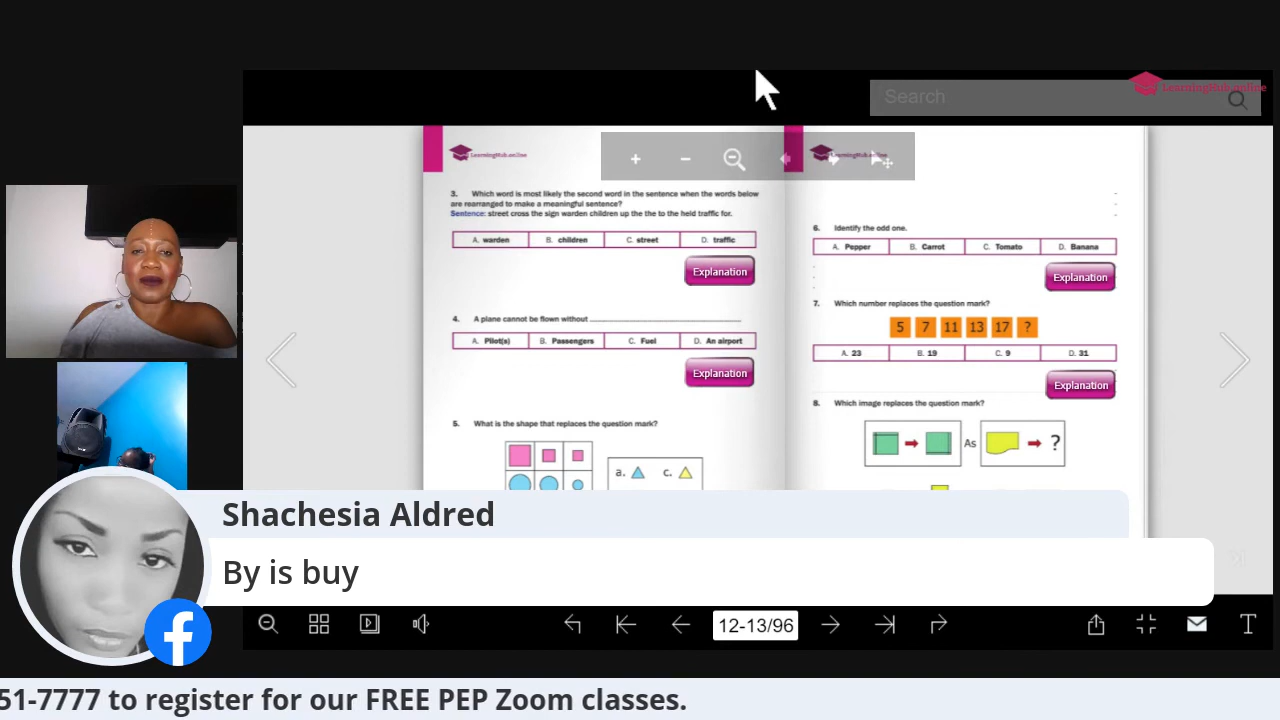 Search
LearningHub.online
LearningHub.online
3. Which word is most likely the second word in the sentence when the words below
are rearranged to make a meaningful sentence?
Sentence: street cross the sign warden children up the the to the held traffic for.
A. warden B. children C. street D. traffic
Explanation
4. A plane cannot be flown without
A. Pilot(s) B. Passengers C. Fuel D. An airport
Explanation
5. What is the shape that replaces the question mark?
a. c.
LearningHub.online
6. Identify the odd one.
A. Pepper B. Carrot C. Tomato D. Banana
Explanation
7. Which number replaces the question mark?
5 7 11 13 17 ?
A. 23 B. 19 C. 9 D. 31
Explanation
8. Which image replaces the question mark?
As ?
Shachesia Aldred
By is buy
12-13/96
T
51-7777 to register for our FREE PEP Zoom classes.